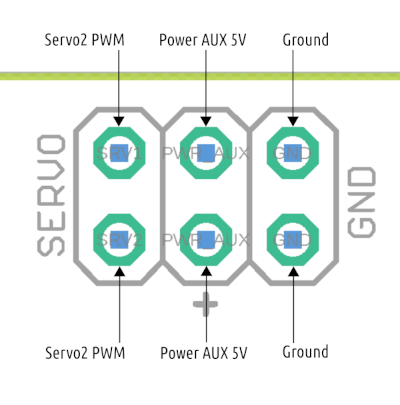 Servo2 PWM Power AUX 5V Ground
SERVO
SRV1 PWR AUX GND
SRV2 PWR AUX GND
GND
+
Servo2 PWM Power AUX 5V Ground